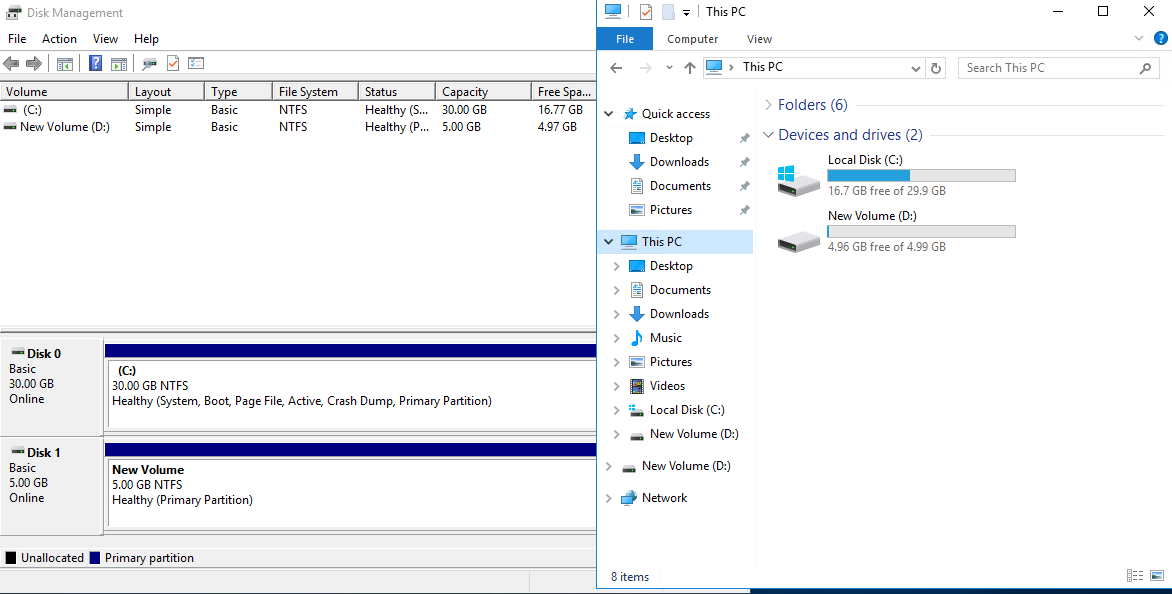 Disk Management
File Action View Help
Volume Layout Type File System Status Capacity Free Spa...
(C:) Simple Basic NTFS Healthy (S... 30.00 GB 16.77 GB
New Volume (D:) Simple Basic NTFS Healthy (P... 5.00 GB 4.97 GB
Disk 0
Basic
30.00 GB
Online
(C:)
30.00 GB NTFS
Healthy (System, Boot, Page File, Active, Crash Dump, Primary Partition)
Disk 1
Basic
5.00 GB
Online
New Volume
5.00 GB NTFS
Healthy (Primary Partition)
Unallocated Primary partition
This PC
File Computer View
This PC
Search This PC
Quick access
Desktop
Downloads
Documents
Pictures
This PC
Desktop
Documents
Downloads
Music
Pictures
Videos
Local Disk (C:)
New Volume (D:)
New Volume (D:)
Network
Folders (6)
Devices and drives (2)
Local Disk (C:)
16.7 GB free of 29.9 GB
New Volume (D:)
4.96 GB free of 4.99 GB
8 items